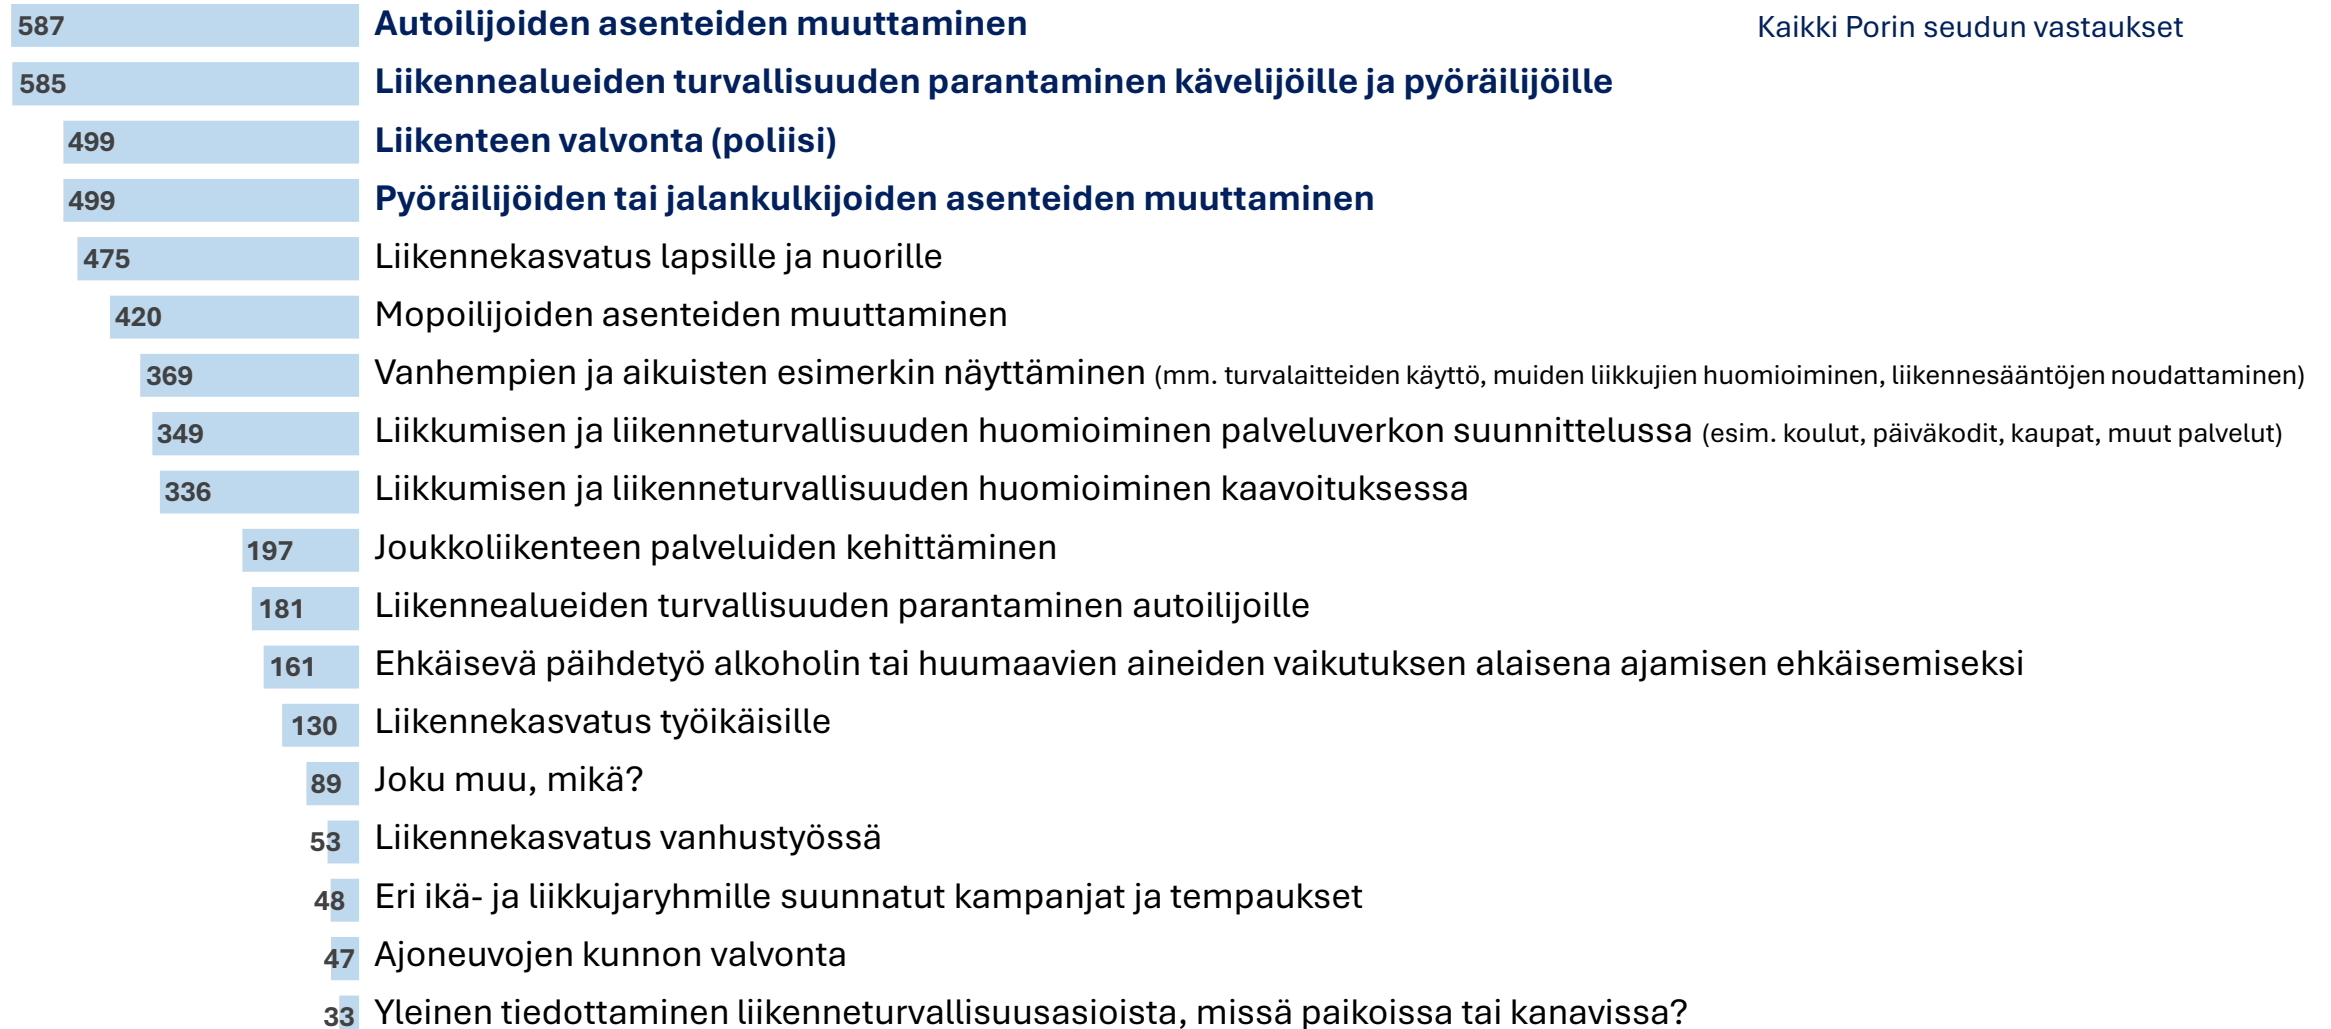 587 Autoilijoiden asenteiden muuttaminen Kaikki Porin seudun vastaukset
585 Liikennealueiden turvallisuuden parantaminen kävelijöille ja pyöräilijöille
499 Liikenteen valvonta (poliisi)
499 Pyöräilijöiden tai jalankulkijoiden asenteiden muuttaminen
475 Liikennekasvatus lapsille ja nuorille
420 Mopoilijoiden asenteiden muuttaminen
369 Vanhempien ja aikuisten esimerkin näyttäminen (mm. turvalaitteiden käyttö, muiden liikkujien huomioiminen, liikennesääntöjen noudattaminen)
349 Liikkumisen ja liikenneturvallisuuden huomioiminen palveluverkon suunnittelussa (esim. koulut, päiväkodit, kaupat, muut palvelut)
336 Liikkumisen ja liikenneturvallisuuden huomioiminen kaavoituksessa
197 Joukkoliikenteen palveluiden kehittäminen
181 Liikennealueiden turvallisuuden parantaminen autoilijoille
161 Ehkäisevä päihdetyö alkoholin tai huumaavien aineiden vaikutuksen alaisena ajamisen ehkäisemiseksi
130 Liikennekasvatus työikäisille
89 Joku muu, mikä?
53 Liikennekasvatus vanhustyössä
48 Eri ikä- ja liikkujaryhmille suunnatut kampanjat ja tempaukset
47 Ajoneuvojen kunnon valvonta
33 Yleinen tiedottaminen liikenneturvallisuusasioista, missä paikoissa tai kanavissa?